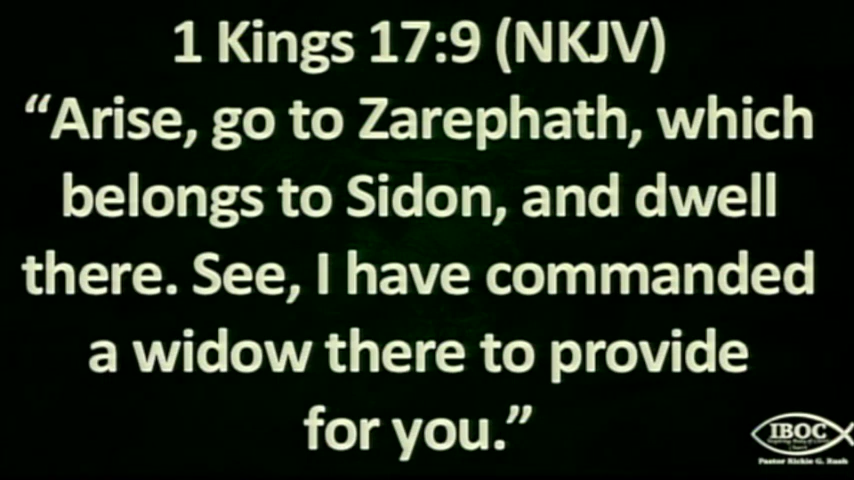 1 Kings 17:9 (NKJV)
“Arise, go to Zarephath, which
belongs to Sidon, and dwell
there. See, I have commanded
a widow there to provide
for you.”
IBOC
Pastor Rickie G. Rush